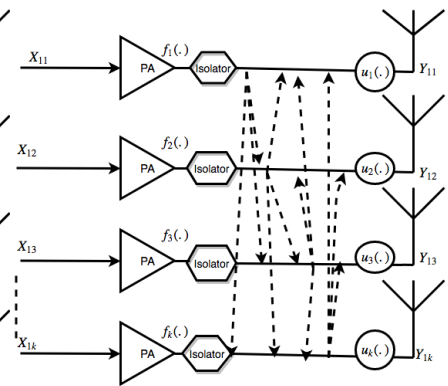 X₁₁ PA f₁(.) Isolator u₁(.) Y₁₁
X₁₂ PA f₂(.) Isolator u₂(.) Y₁₂
X₁₃ PA f₃(.) Isolator u₃(.) Y₁₃
X₁ₖ PA fₖ(.) Isolator uₖ(.) Y₁ₖ